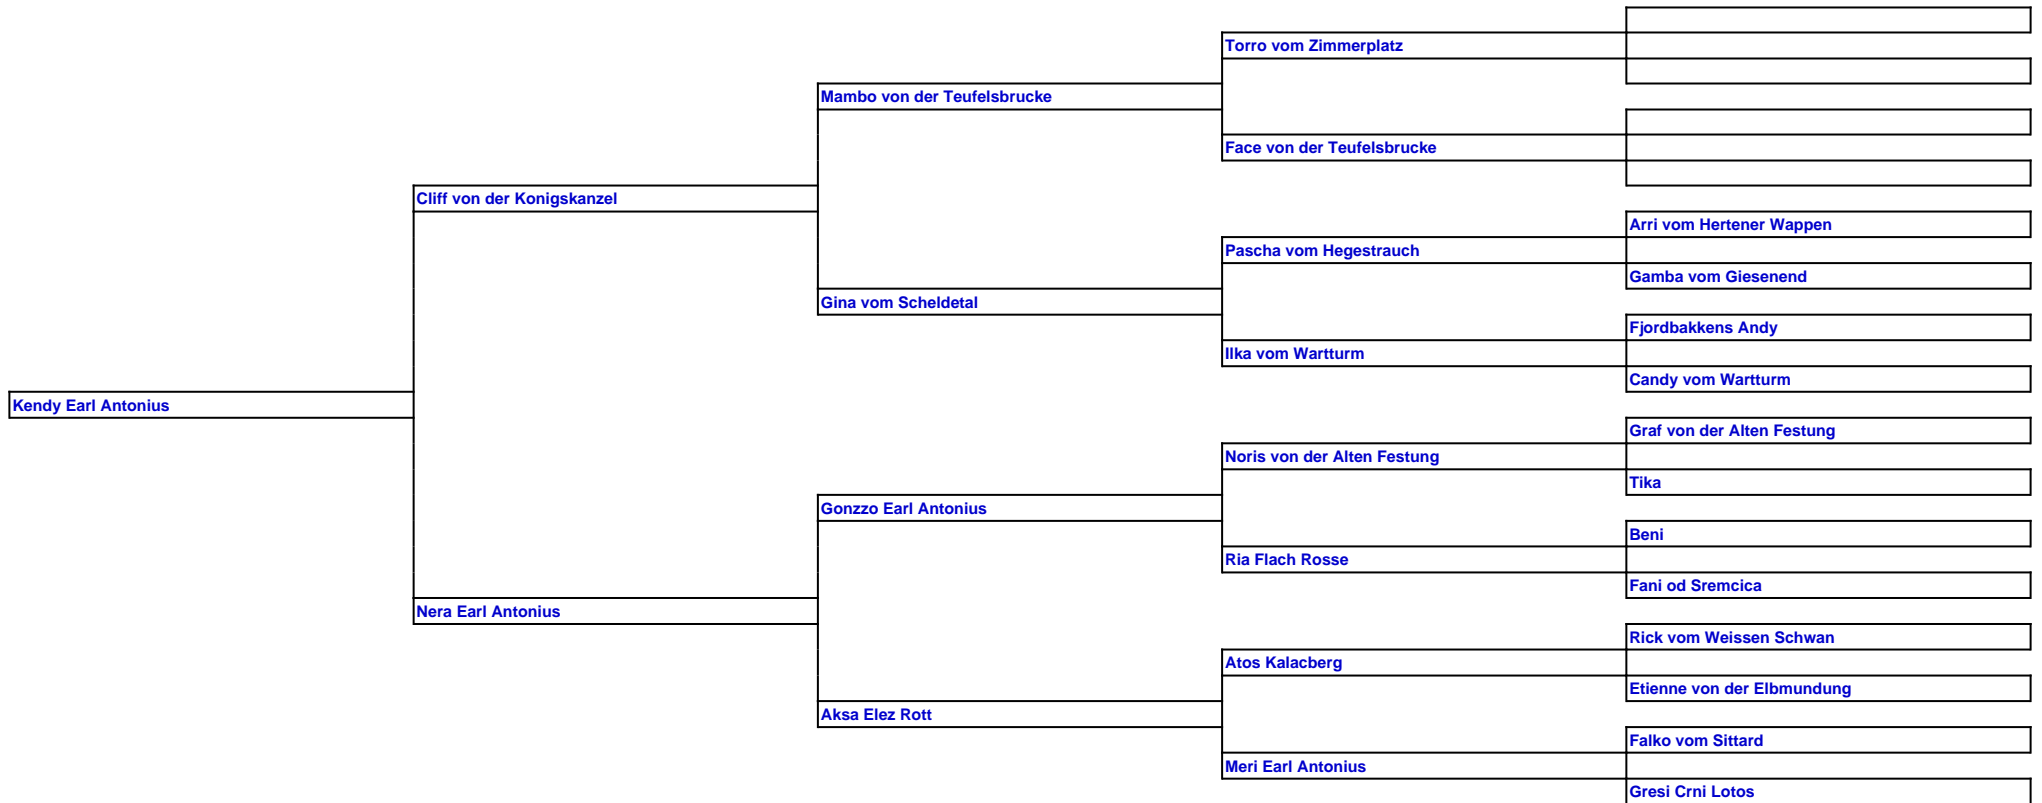 Torro vom Zimmerplatz
Mambo von der Teufelsbrucke
Face von der Teufelsbrucke
Cliff von der Konigskanzel
Arri vom Hertener Wappen
Pascha vom Hegestrauch
Gamba vom Giesenend
Gina vom Scheldetal
Fjordbakkens Andy
Ilka vom Wartturm
Candy vom Wartturm
Kendy Earl Antonius
Graf von der Alten Festung
Noris von der Alten Festung
Tika
Gonzzo Earl Antonius
Beni
Ria Flach Rosse
Fani od Sremcica
Nera Earl Antonius
Rick vom Weissen Schwan
Atos Kalacberg
Etienne von der Elbmundung
Aksa Elez Rott
Falko vom Sittard
Meri Earl Antonius
Gresi Crni Lotos